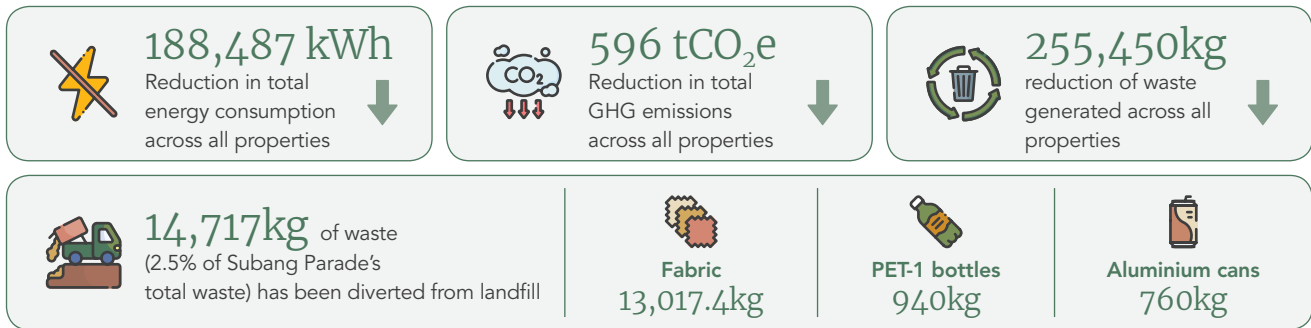 188,487 kWh
Reduction in total
energy consumption
across all properties
CO₂
596 tCO₂e
Reduction in total
GHG emissions
across all properties
255,450kg
reduction of waste
generated across all
properties
14,717kg of waste
(2.5% of Subang Parade's
total waste) has been diverted from landfill
Fabric
13,017.4kg
PET-1 bottles
940kg
Aluminium cans
760kg